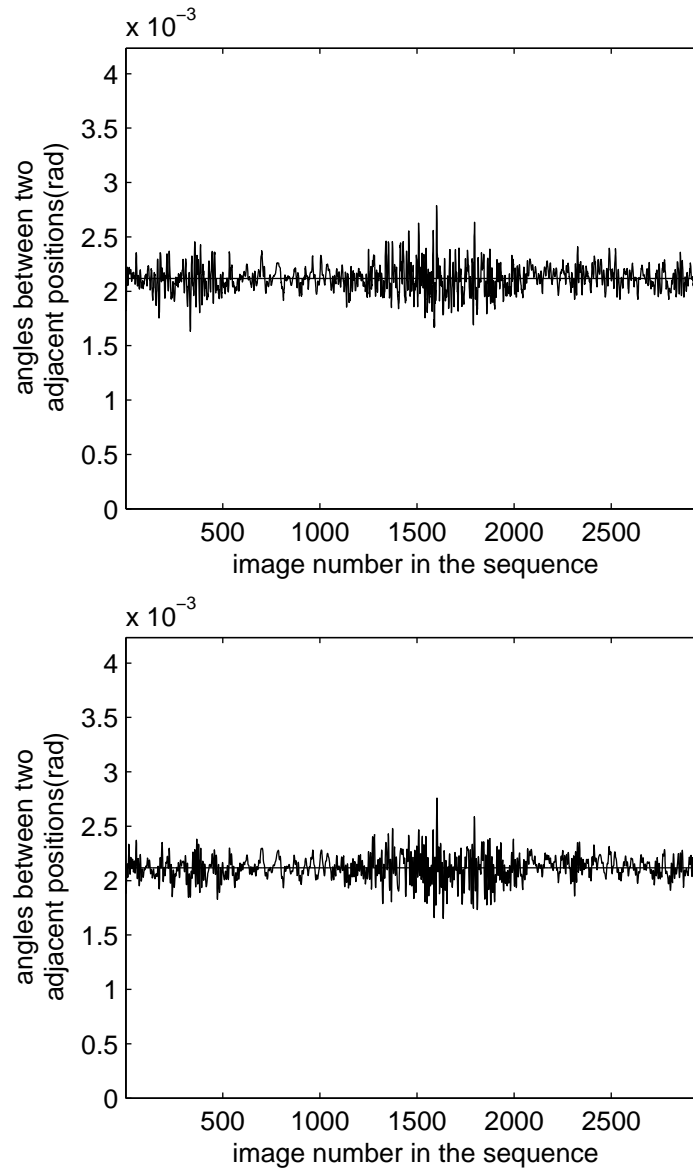 x 10⁻³
4
3.5
3
2.5
2
1.5
1
0.5
0
angles between two
adjacent positions(rad)
500 1000 1500 2000 2500
image number in the sequence
x 10⁻³
4
3.5
3
2.5
2
1.5
1
0.5
0
angles between two
adjacent positions(rad)
500 1000 1500 2000 2500
image number in the sequence